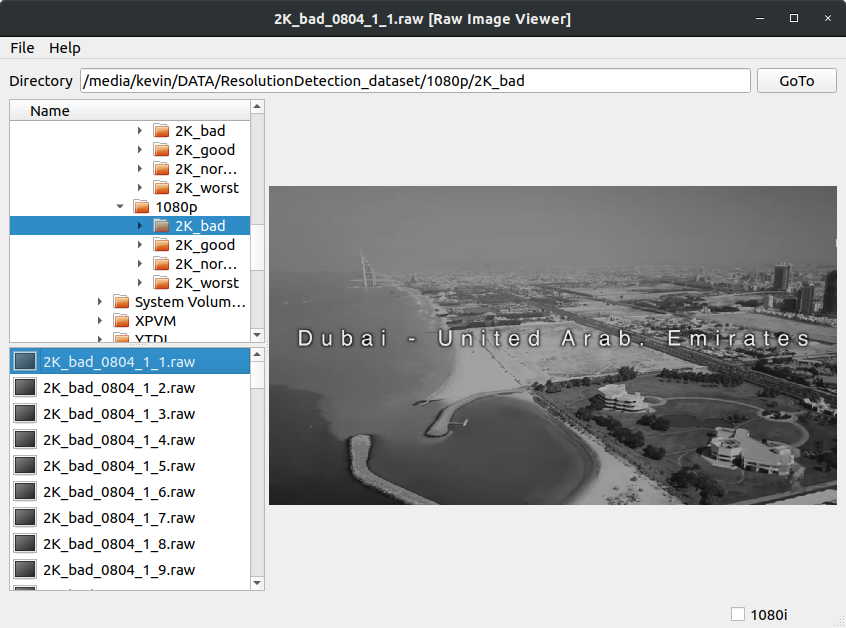 2K_bad_0804_1_1.raw [Raw Image Viewer]
File Help
Directory /media/kevin/DATA/ResolutionDetection_dataset/1080p/2K_bad GoTo
Name
2K_bad
2K_good
2K_nor...
2K_worst
1080p
2K_bad
2K_good
2K_nor...
2K_worst
System Volum...
XPVM
YTDL
Dubai - United Arab. Emirates
2K_bad_0804_1_1.raw
2K_bad_0804_1_2.raw
2K_bad_0804_1_3.raw
2K_bad_0804_1_4.raw
2K_bad_0804_1_5.raw
2K_bad_0804_1_6.raw
2K_bad_0804_1_7.raw
2K_bad_0804_1_8.raw
2K_bad_0804_1_9.raw
1080i